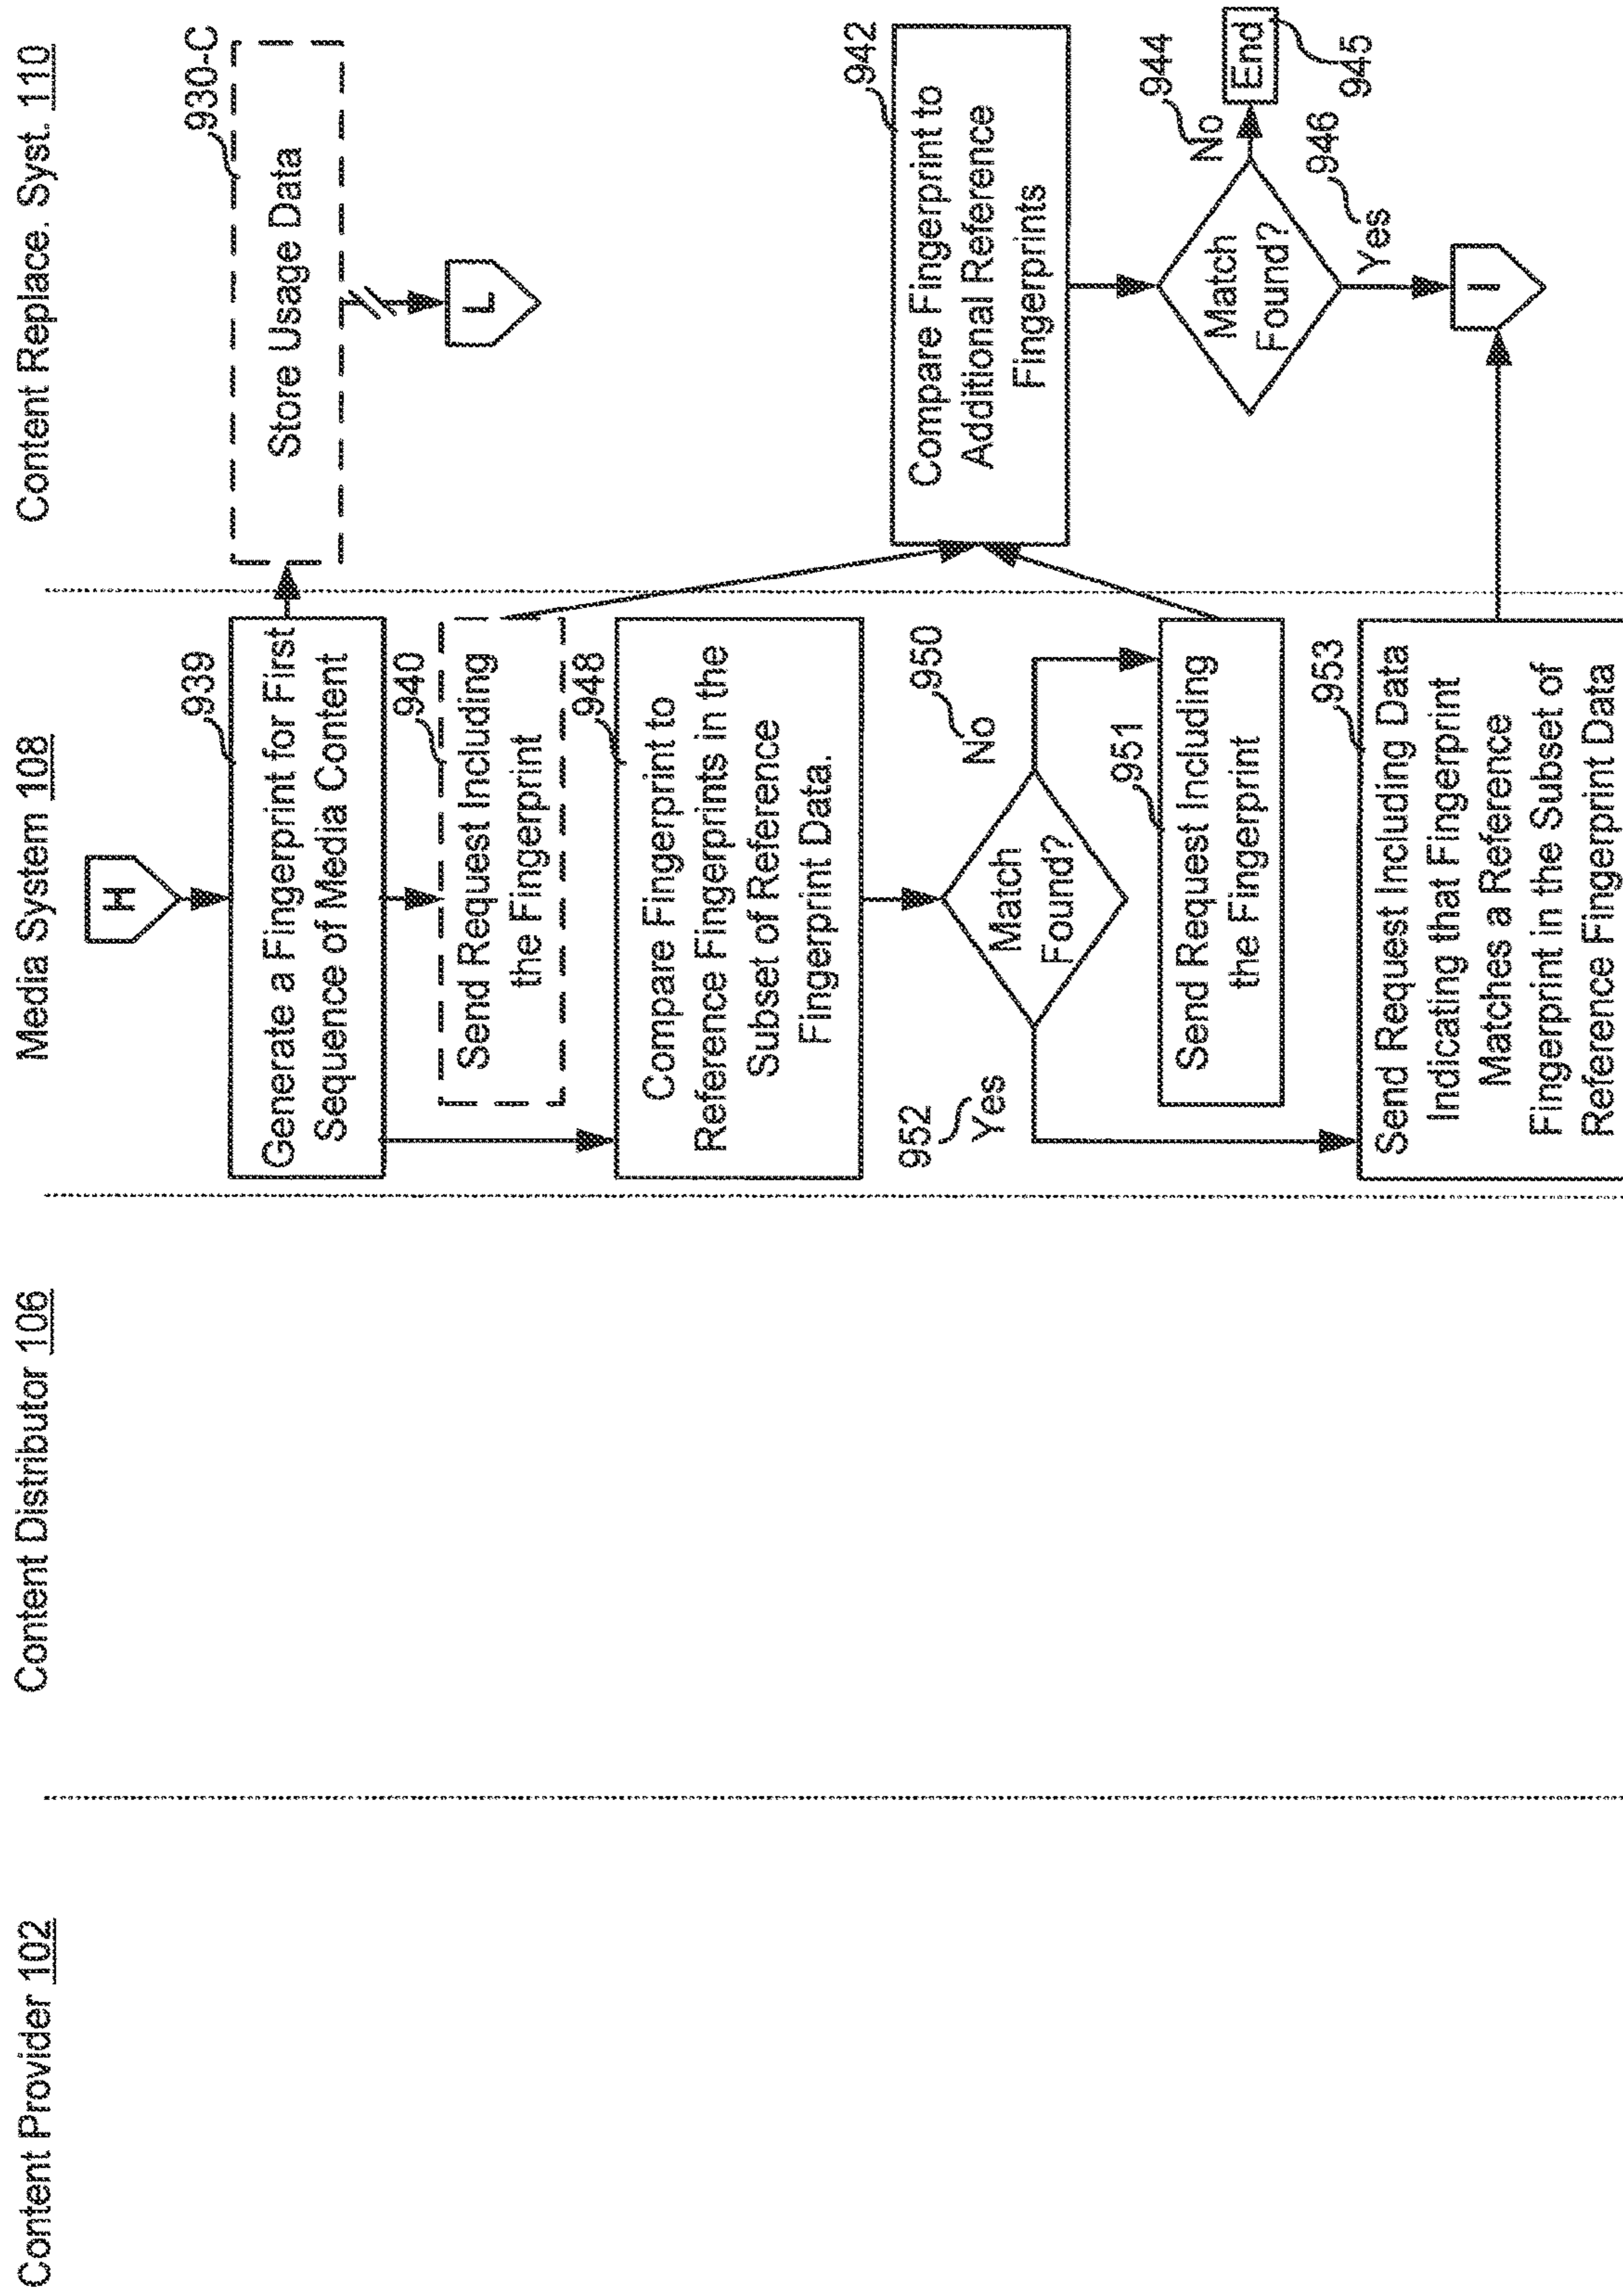 Content Provider 102
Content Distributor 106
Media System 108
Content Replace. Syst. 110
H
939
Generate a Fingerprint for First
Sequence of Media Content
930-C
Store Usage Data
L
940
Send Request Including
the Fingerprint
948
Compare Fingerprint to
Reference Fingerprints in the
Subset of Reference
Fingerprint Data.
942
Compare Fingerprint to
Additional Reference
Fingerprints
952
Yes
Match
Found?
No
950
944
No
Match
Found?
End
945
946
Yes
951
Send Request Including
the Fingerprint
953
Send Request Including Data
Indicating that Fingerprint
Matches a Reference
Fingerprint in the Subset of
Reference Fingerprint Data
I